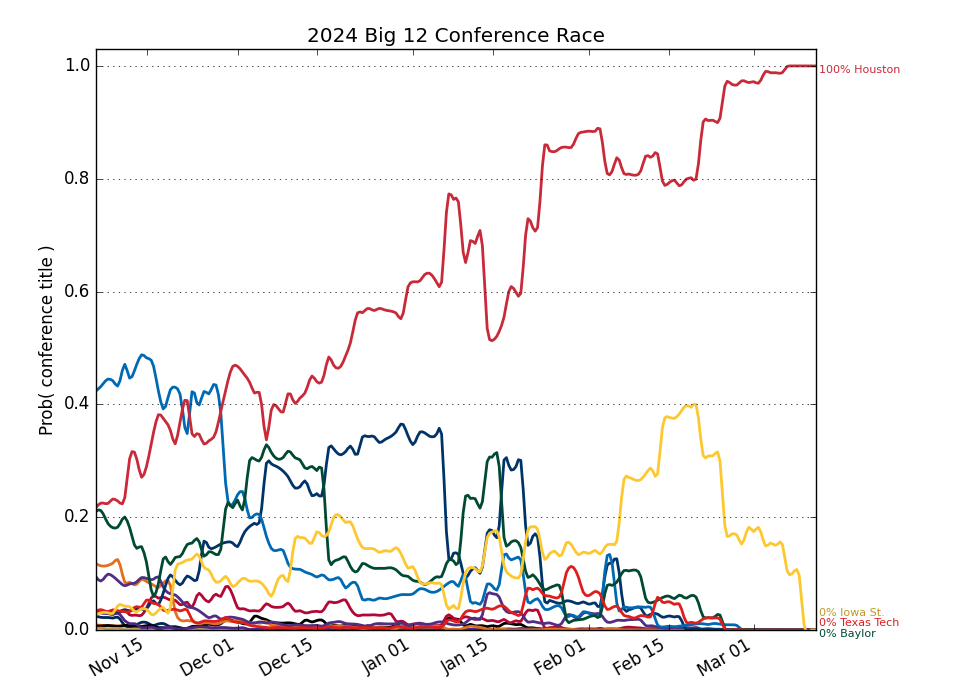 2024 Big 12 Conference Race
1.0
0.8
0.6
0.4
0.2
0.0
Prob( conference title )
100% Houston
0% Iowa St.
0% Texas Tech
0% Baylor
Nov 15
Dec 01
Dec 15
Jan 01
Jan 15
Feb 01
Feb 15
Mar 01